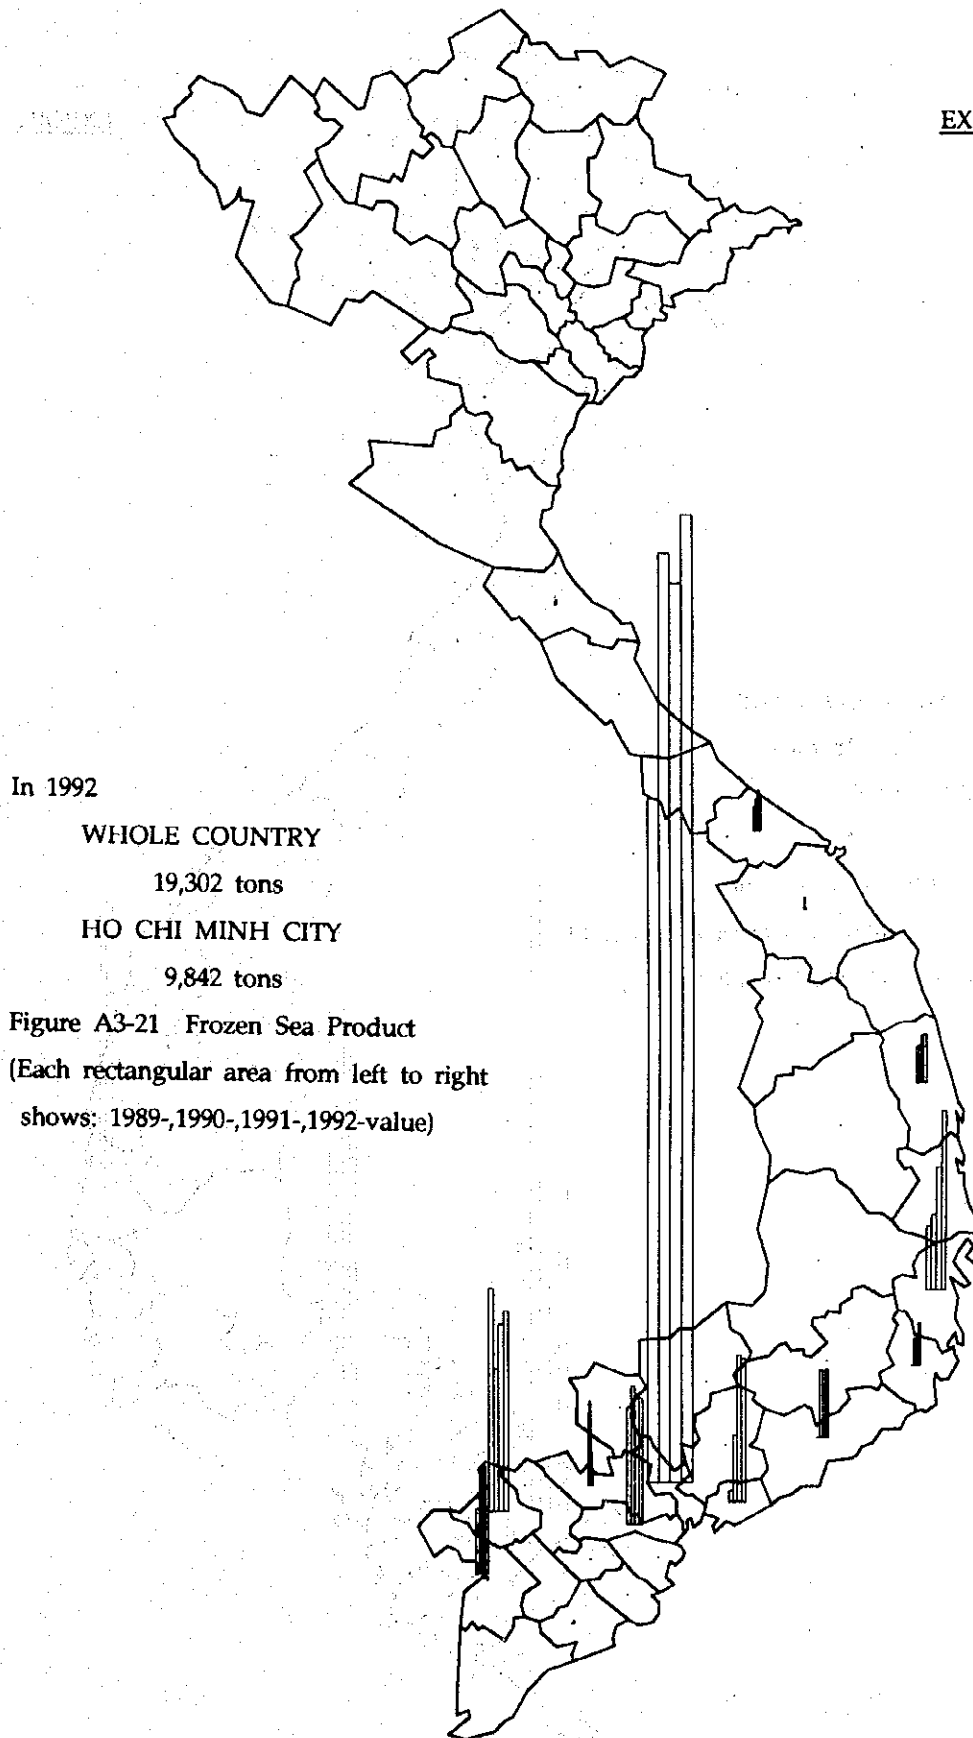 EX
In 1992
WHOLE COUNTRY
19,302 tons
HO CHI MINH CITY
9,842 tons
Figure A3-21 Frozen Sea Product
(Each rectangular area from left to right
shows: 1989-,1990-,1991-,1992-value)